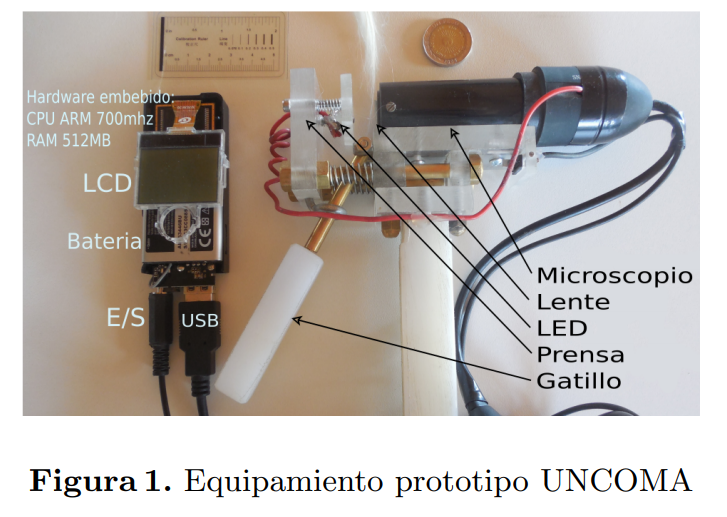 Hardware embebido:
CPU ARM 700mhz
RAM 512MB
LCD
Bateria
E/S
USB
Microscopio
Lente
LED
Prensa
Gatillo
Figura 1. Equipamiento prototipo UNCOMA